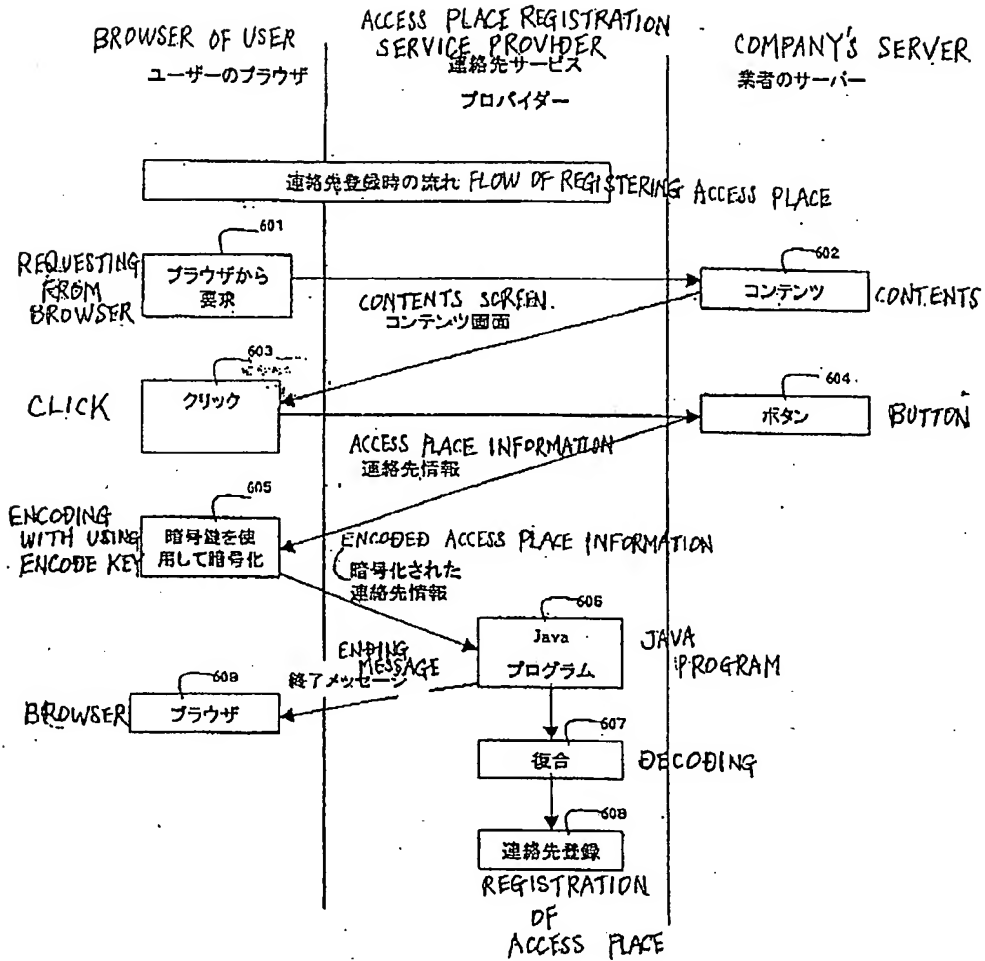 BROWSER OF USER
ユーザーのブラウザ
ACCESS PLACE REGISTRATION
SERVICE PROVIDER
連絡先サービス
プロバイダー
COMPANY'S SERVER
業者のサーバー
連絡先登録時の流れ FLOW OF REGISTERING ACCESS PLACE
601
REQUESTING
FROM
BROWSER
ブラウザから
要求
602
コンテンツ
CONTENTS
CONTENTS SCREEN.
コンテンツ画面
603
CLICK
クリック
604
ボタン
BUTTON
ACCESS PLACE INFORMATION
連絡先情報
605
ENCODING
WITH USING
ENCODE KEY
暗号鍵を使
用して暗号化
ENCODED ACCESS PLACE INFORMATION
暗号化された
連絡先情報
606
Java
プログラム
JAVA
PROGRAM
ENDING
MESSAGE
終了メッセージ
609
BROWSER
ブラウザ
607
復合
DECODING
608
連絡先登録
REGISTRATION
OF
ACCESS PLACE